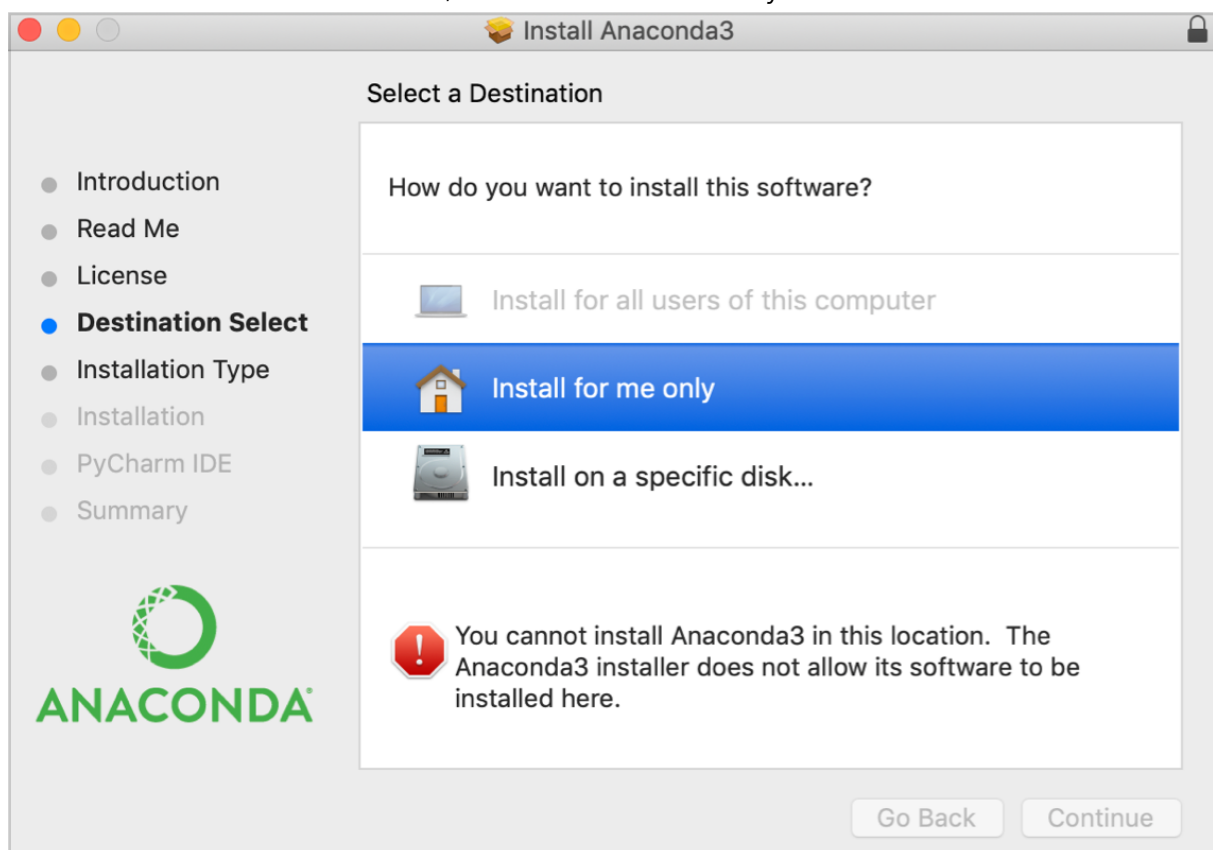 Install Anaconda3
Select a Destination
Introduction
Read Me
License
Destination Select
Installation Type
Installation
PyCharm IDE
Summary
ANACONDA
How do you want to install this software?
Install for all users of this computer
Install for me only
Install on a specific disk...
You cannot install Anaconda3 in this location. The
Anaconda3 installer does not allow its software to be
installed here.
Go Back
Continue